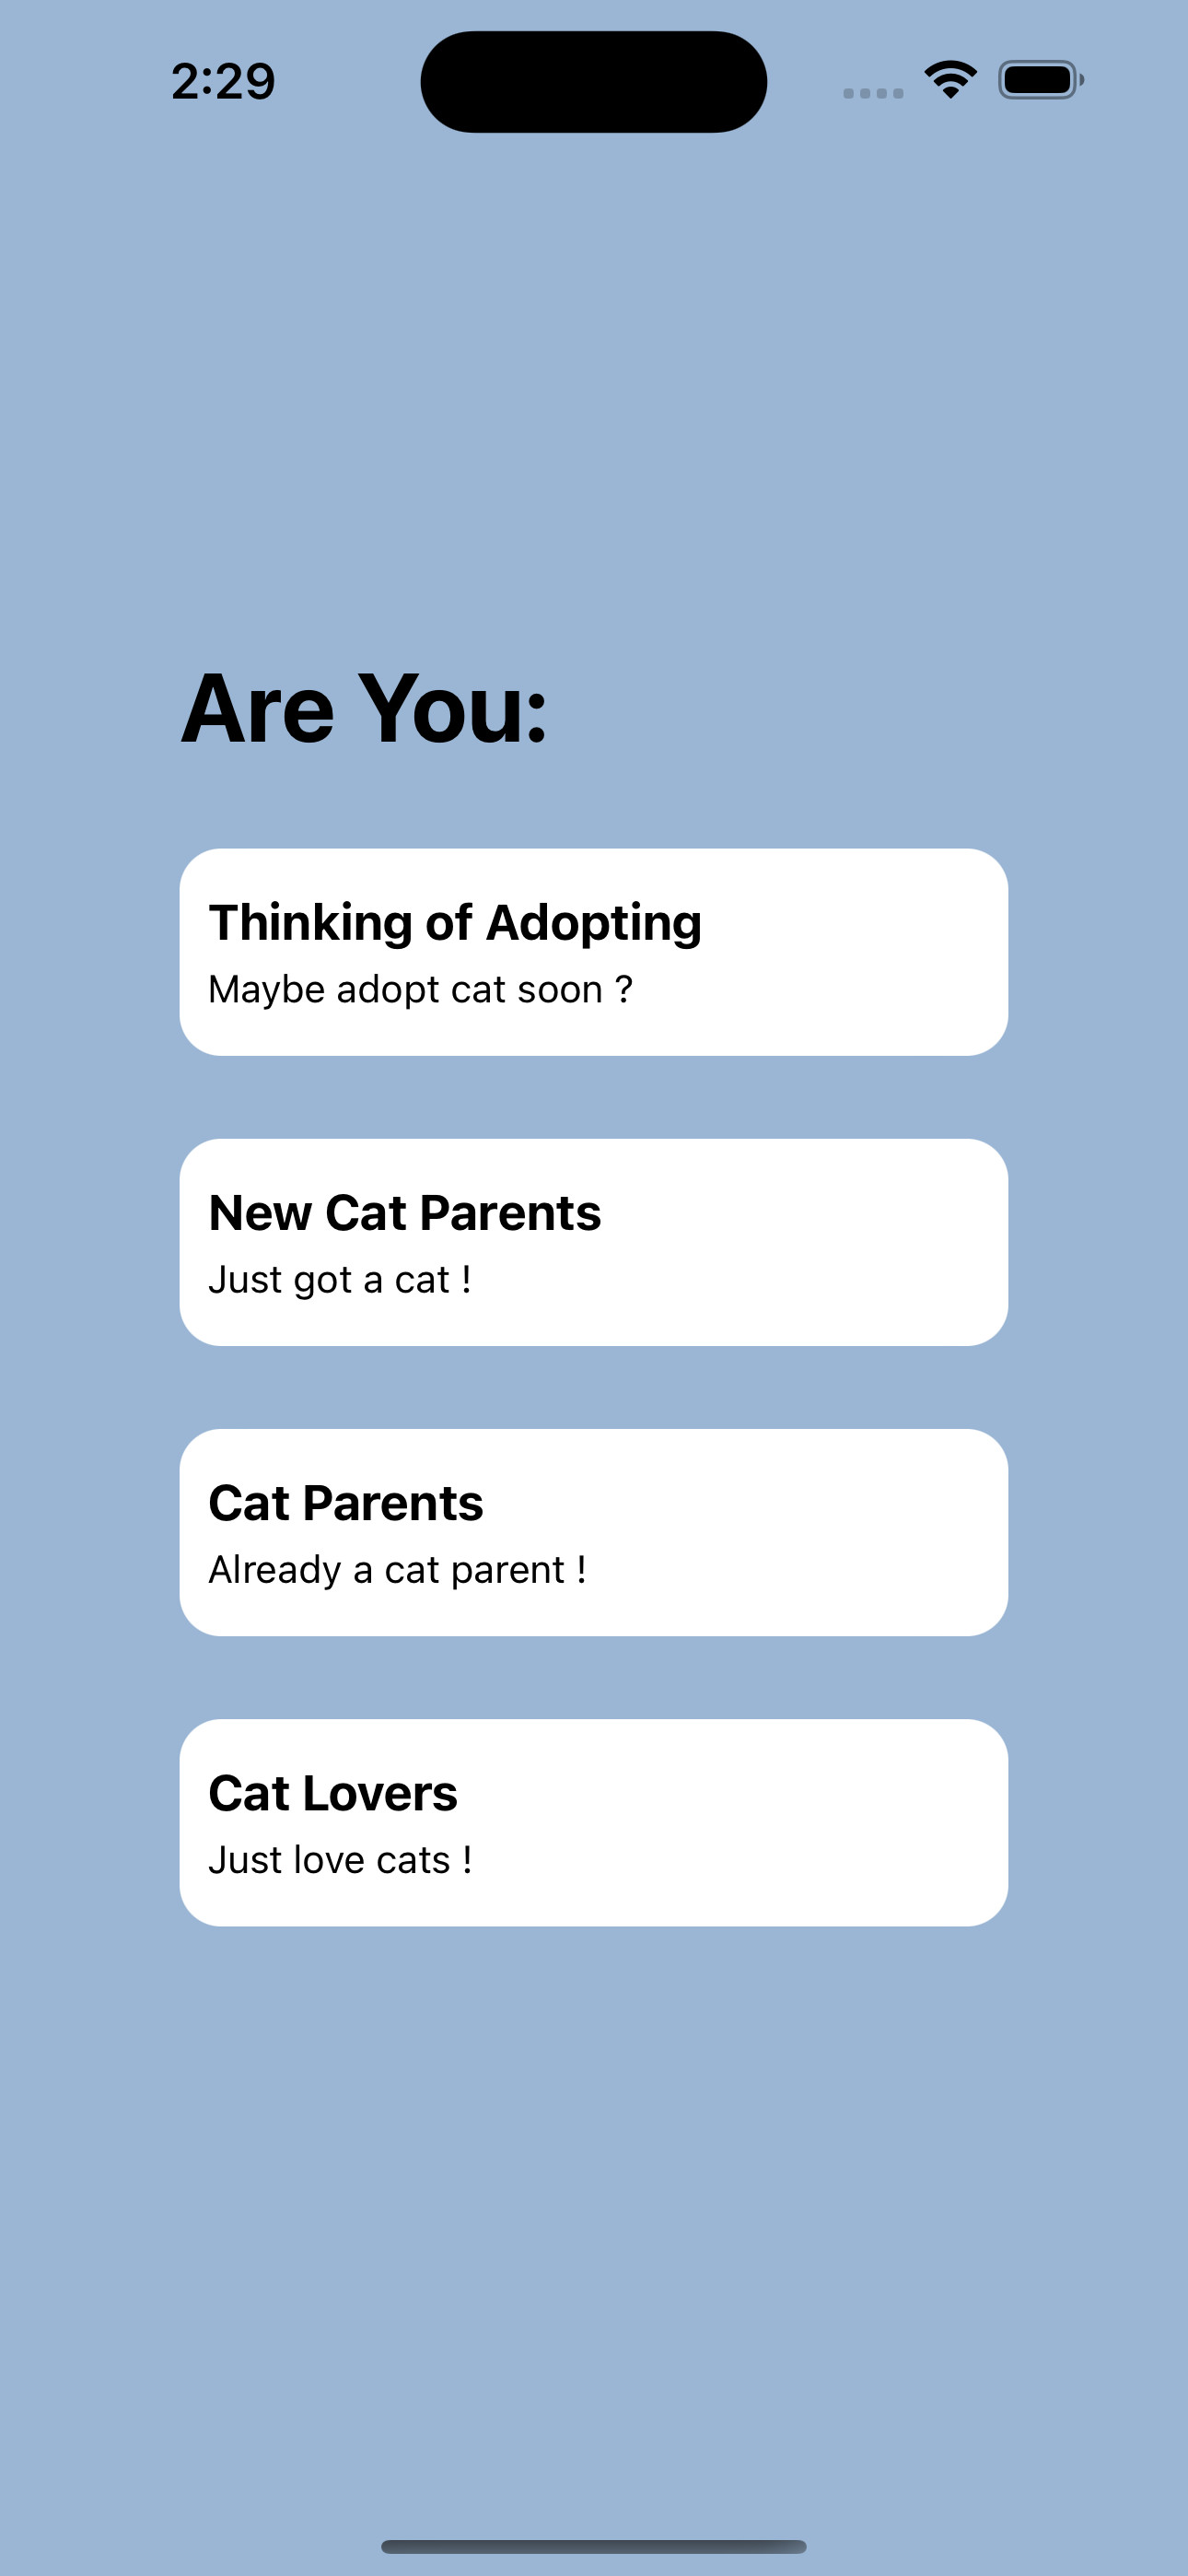 2:29
Are You:
Thinking of Adopting
Maybe adopt cat soon ?
New Cat Parents
Just got a cat !
Cat Parents
Already a cat parent !
Cat Lovers
Just love cats !